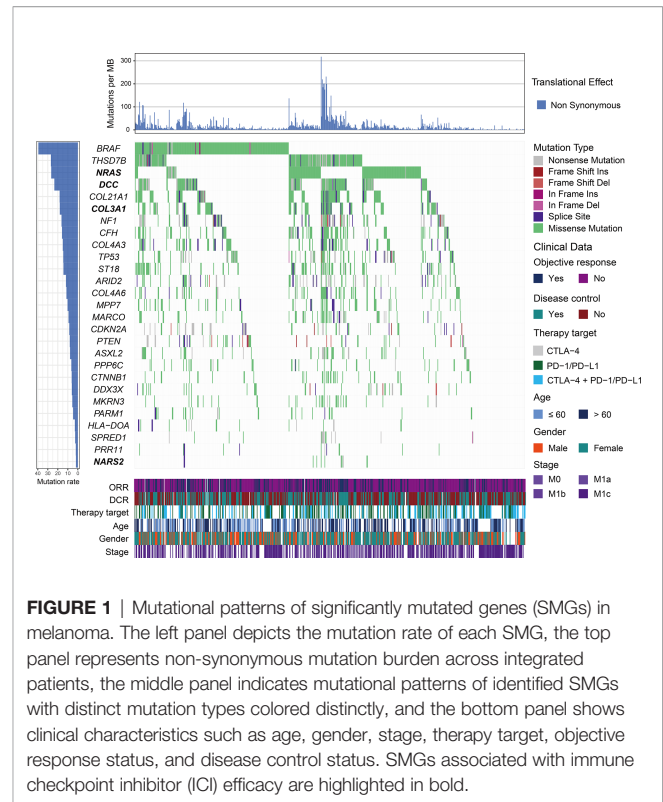 Mutations per MB
300
200
100
0
Translational Effect
Non Synonymous
BRAF
THSD7B
NRAS
DCC
COL21A1
COL3A1
NF1
CFH
COL4A3
TP53
ST18
ARID2
COL4A6
MPP7
MARCO
CDKN2A
PTEN
ASXL2
PPP6C
CTNNB1
DDX3X
MKRN3
PARM1
HLA-DOA
SPRED1
PRR11
NARS2
40 30 20 10 0
Mutation rate
Mutation Type
Nonsense Mutation
Frame Shift Ins
Frame Shift Del
In Frame Ins
In Frame Del
Splice Site
Missense Mutation
Clinical Data
Objective response
Yes No
Disease control
Yes No
Therapy target
CTLA-4
PD-1/PD-L1
CTLA-4 + PD-1/PD-L1
Age
≤ 60 > 60
Gender
Male Female
Stage
M0 M1a
M1b M1c
ORR
DCR
Therapy target
Age
Gender
Stage
FIGURE 1 | Mutational patterns of significantly mutated genes (SMGs) in
melanoma. The left panel depicts the mutation rate of each SMG, the top
panel represents non-synonymous mutation burden across integrated
patients, the middle panel indicates mutational patterns of identified SMGs
with distinct mutation types colored distinctly, and the bottom panel shows
clinical characteristics such as age, gender, stage, therapy target, objective
response status, and disease control status. SMGs associated with immune
checkpoint inhibitor (ICI) efficacy are highlighted in bold.